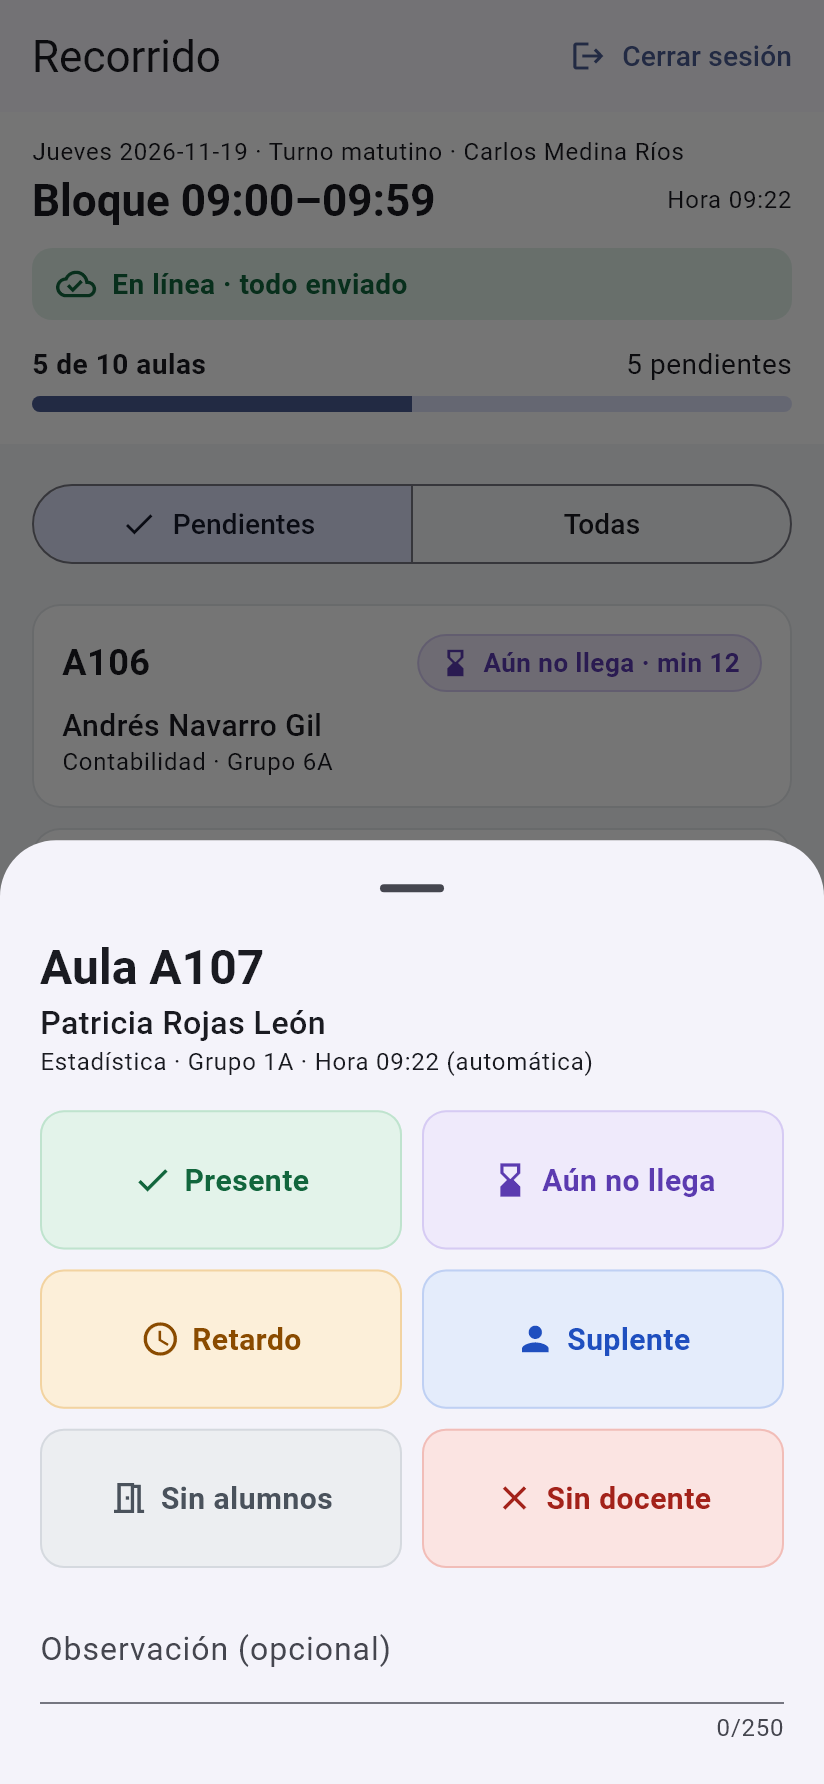 Recorrido
Cerrar sesión
Jueves 2026-11-19 · Turno matutino · Carlos Medina Ríos
Bloque 09:00–09:59
Hora 09:22
En línea · todo enviado
5 de 10 aulas
5 pendientes
Pendientes
Todas
A106
Aún no llega · min 12
Andrés Navarro Gil
Contabilidad · Grupo 6A
Aula A107
Patricia Rojas León
Estadística · Grupo 1A · Hora 09:22 (automática)
Presente
Aún no llega
Retardo
Suplente
Sin alumnos
Sin docente
Observación (opcional)
0/250